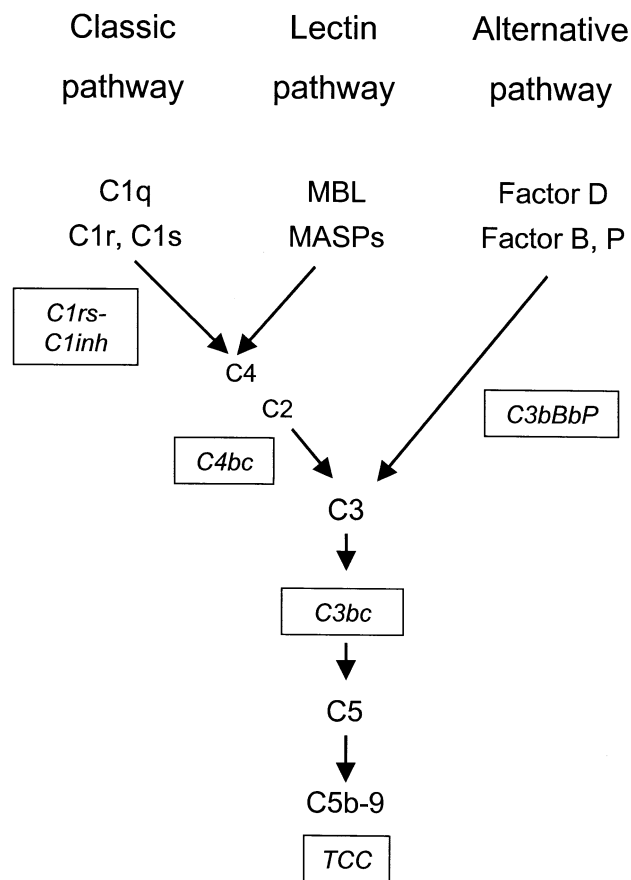 Classic
pathway
Lectin
pathway
Alternative
pathway
C1q
C1r, C1s
MBL
MASPs
Factor D
Factor B, P
C1rs-
C1inh
C4
C2
C3bBbP
C4bc
C3
C3bc
C5
C5b-9
TCC